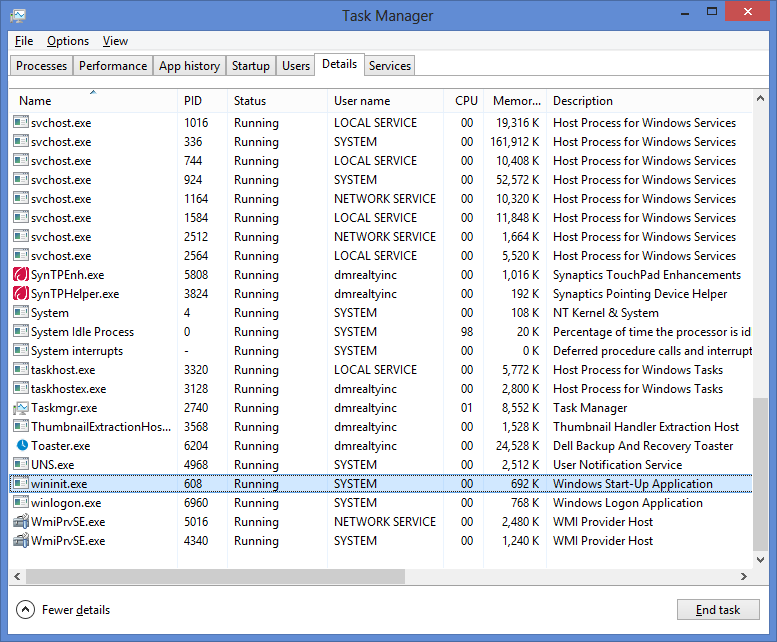 Task Manager
File Options View
Processes Performance App history Startup Users Details Services
Name PID Status User name CPU Memor... Description
svchost.exe 1016 Running LOCAL SERVICE 00 19,316 K Host Process for Windows Services
svchost.exe 336 Running SYSTEM 00 161,912 K Host Process for Windows Services
svchost.exe 744 Running LOCAL SERVICE 00 10,408 K Host Process for Windows Services
svchost.exe 924 Running SYSTEM 00 52,572 K Host Process for Windows Services
svchost.exe 1164 Running NETWORK SERVICE 00 10,320 K Host Process for Windows Services
svchost.exe 1584 Running LOCAL SERVICE 00 11,848 K Host Process for Windows Services
svchost.exe 2512 Running NETWORK SERVICE 00 1,664 K Host Process for Windows Services
svchost.exe 2564 Running LOCAL SERVICE 00 5,520 K Host Process for Windows Services
SynTPEnh.exe 5808 Running dmrealtyinc 00 1,016 K Synaptics TouchPad Enhancements
SynTPHelper.exe 3824 Running dmrealtyinc 00 192 K Synaptics Pointing Device Helper
System 4 Running SYSTEM 00 108 K NT Kernel & System
System Idle Process 0 Running SYSTEM 98 20 K Percentage of time the processor is id
System interrupts - Running SYSTEM 00 0 K Deferred procedure calls and interrupt
taskhost.exe 3320 Running LOCAL SERVICE 00 5,772 K Host Process for Windows Tasks
taskhostex.exe 3128 Running dmrealtyinc 00 2,800 K Host Process for Windows Tasks
Taskmgr.exe 2740 Running dmrealtyinc 01 8,552 K Task Manager
ThumbnailExtractionHos... 3568 Running dmrealtyinc 00 1,528 K Thumbnail Handler Extraction Host
Toaster.exe 6204 Running dmrealtyinc 00 24,528 K Dell Backup And Recovery Toaster
UNS.exe 4968 Running SYSTEM 00 2,512 K User Notification Service
wininit.exe 608 Running SYSTEM 00 692 K Windows Start-Up Application
winlogon.exe 6960 Running SYSTEM 00 768 K Windows Logon Application
WmiPrvSE.exe 5016 Running NETWORK SERVICE 00 2,480 K WMI Provider Host
WmiPrvSE.exe 4340 Running SYSTEM 00 1,240 K WMI Provider Host
Fewer details End task